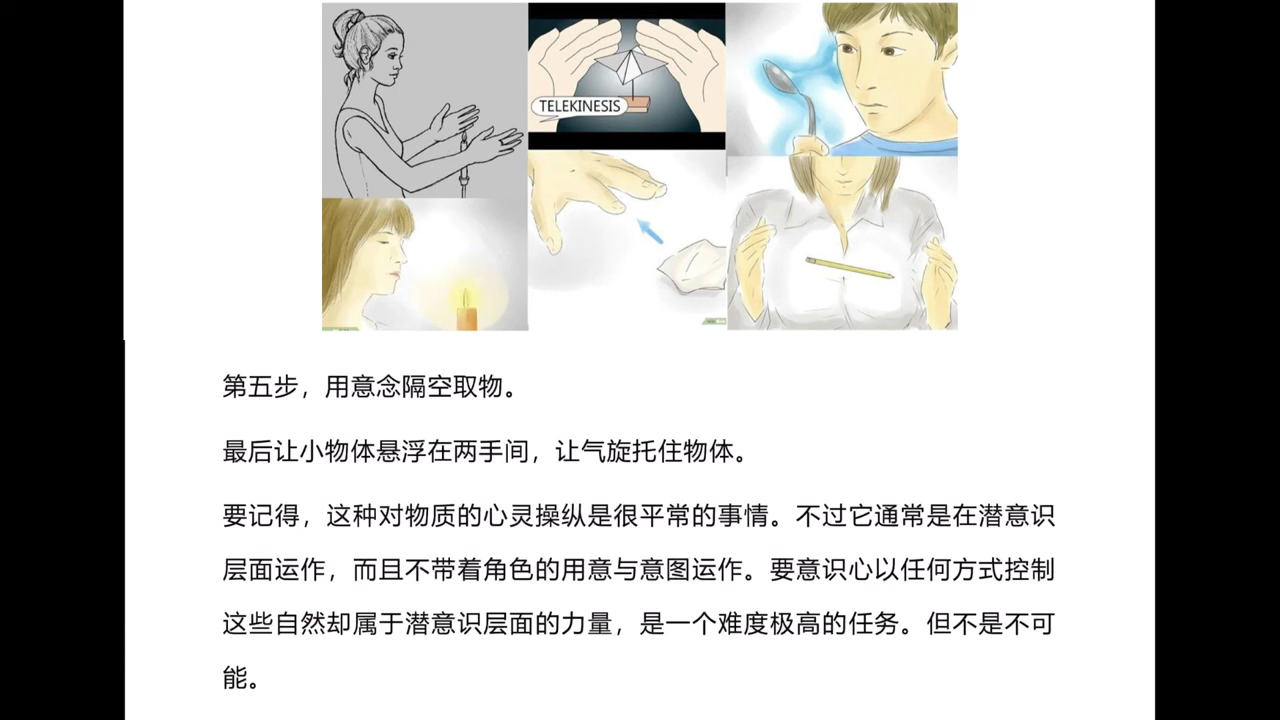 TELEKINESIS
第五步，用意念隔空取物。
最后让小物体悬浮在两手间，让气旋托住物体。
要记得，这种对物质的心灵操纵是很平常的事情。不过它通常是在潜意识
层面运作，而且不带着角色的用意与意图运作。要意识心以任何方式控制
这些自然却属于潜意识层面的力量，是一个难度极高的任务。但不是不可
能。